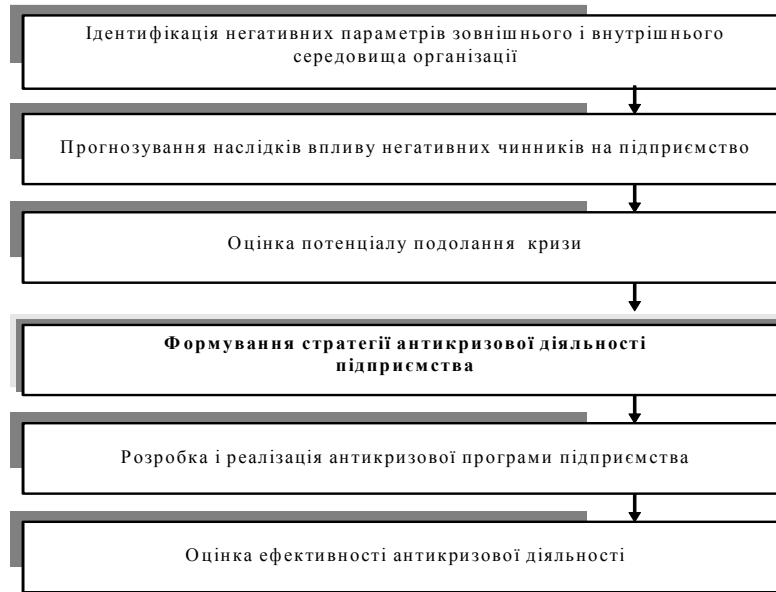 Ідентифікація негативних параметрів зовнішнього і внутрішнього
середовища організації
Прогнозування наслідків впливу негативних чинників на підприємство
Оцінка потенціалу подолання кризи
Формування стратегії антикризової діяльності
підприємства
Розробка і реалізація антикризової програми підприємства
Оцінка ефективності антикризової діяльності